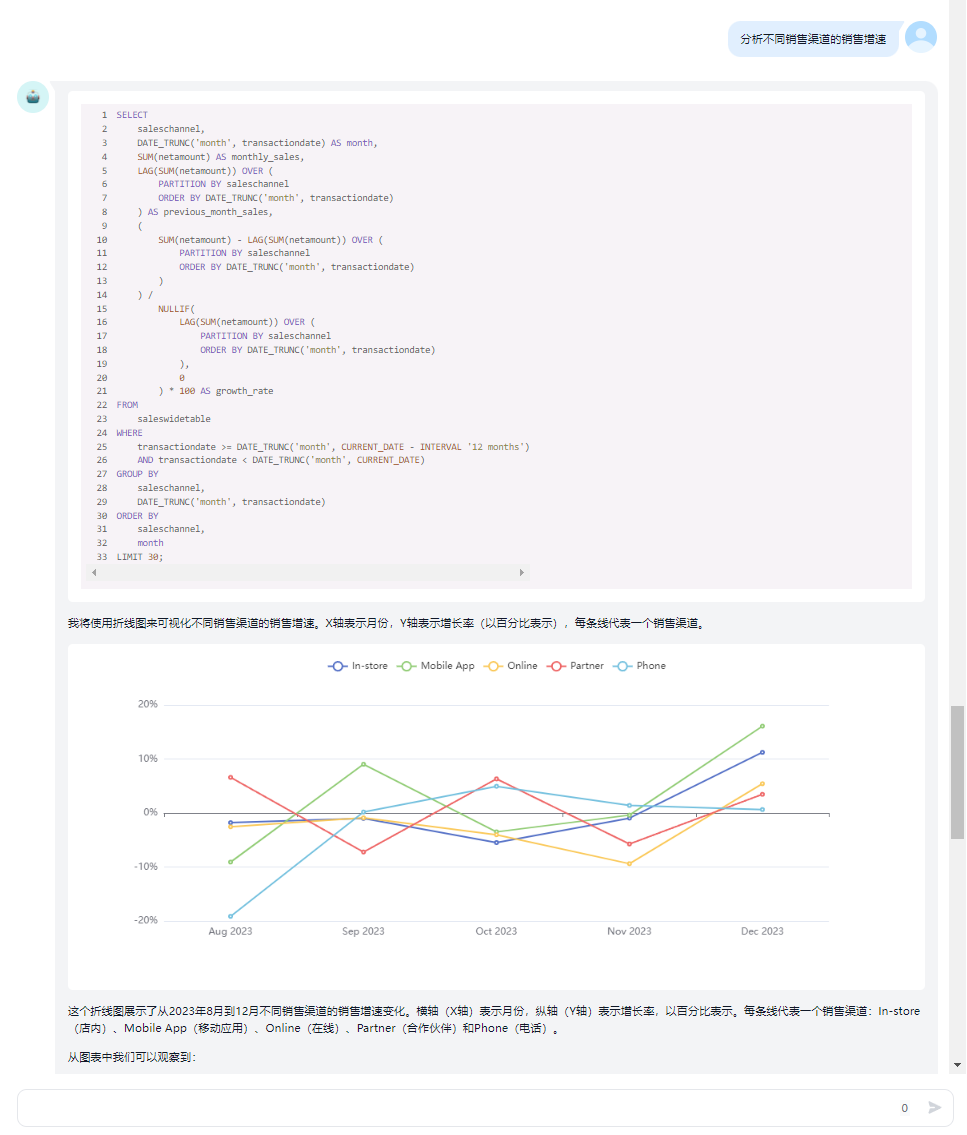 分析不同销售渠道的销售增速
1 SELECT
2 saleschannel,
3 DATE_TRUNC('month', transactiondate) AS month,
4 SUM(netamount) AS monthly_sales,
5 LAG(SUM(netamount)) OVER (
6 PARTITION BY saleschannel
7 ORDER BY DATE_TRUNC('month', transactiondate)
8 ) AS previous_month_sales,
9 (
10 SUM(netamount) - LAG(SUM(netamount)) OVER (
11 PARTITION BY saleschannel
12 ORDER BY DATE_TRUNC('month', transactiondate)
13 )
14 ) /
15 NULLIF(
16 LAG(SUM(netamount)) OVER (
17 PARTITION BY saleschannel
18 ORDER BY DATE_TRUNC('month', transactiondate)
19 ),
20 0
21 ) * 100 AS growth_rate
22 FROM
23 saleswidetable
24 WHERE
25 transactiondate >= DATE_TRUNC('month', CURRENT_DATE - INTERVAL '12 months')
26 AND transactiondate < DATE_TRUNC('month', CURRENT_DATE)
27 GROUP BY
28 saleschannel,
29 DATE_TRUNC('month', transactiondate)
30 ORDER BY
31 saleschannel,
32 month
33 LIMIT 30;
我将使用折线图来可视化不同销售渠道的销售增速。X轴表示月份，Y轴表示增长率（以百分比表示），每条线代表一个销售渠道。
In-store Mobile App Online Partner Phone
20%
10%
0%
-10%
-20%
Aug 2023 Sep 2023 Oct 2023 Nov 2023 Dec 2023
这个折线图展示了从2023年8月到12月不同销售渠道的销售增速变化。横轴（X轴）表示月份，纵轴（Y轴）表示增长率，以百分比表示。每条线代表一个销售渠道：In-store
（店内）、Mobile App（移动应用）、Online（在线）、Partner（合作伙伴）和Phone（电话）。
从图表中我们可以观察到：
0